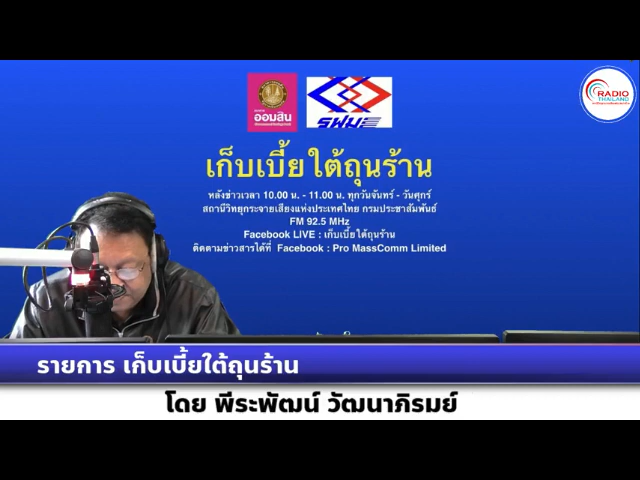 RADIO
THAILAND
ออมสิน
รฟม
เก็บเบี้ยใต้ถุนร้าน
หลังข่าวเวลา 10.00 น. - 11.00 น. ทุกวันจันทร์ - วันศุกร์
สถานีวิทยุกระจายเสียงแห่งประเทศไทย กรมประชาสัมพันธ์
FM 92.5 MHz
Facebook LIVE : เก็บเบี้ยใต้ถุนร้าน
ติดตามข่าวสารได้ที่ Facebook : Pro MassComm Limited
รายการ เก็บเบี้ยใต้ถุนร้าน
โดย พีระพัฒน์ วัฒนาภิรมย์